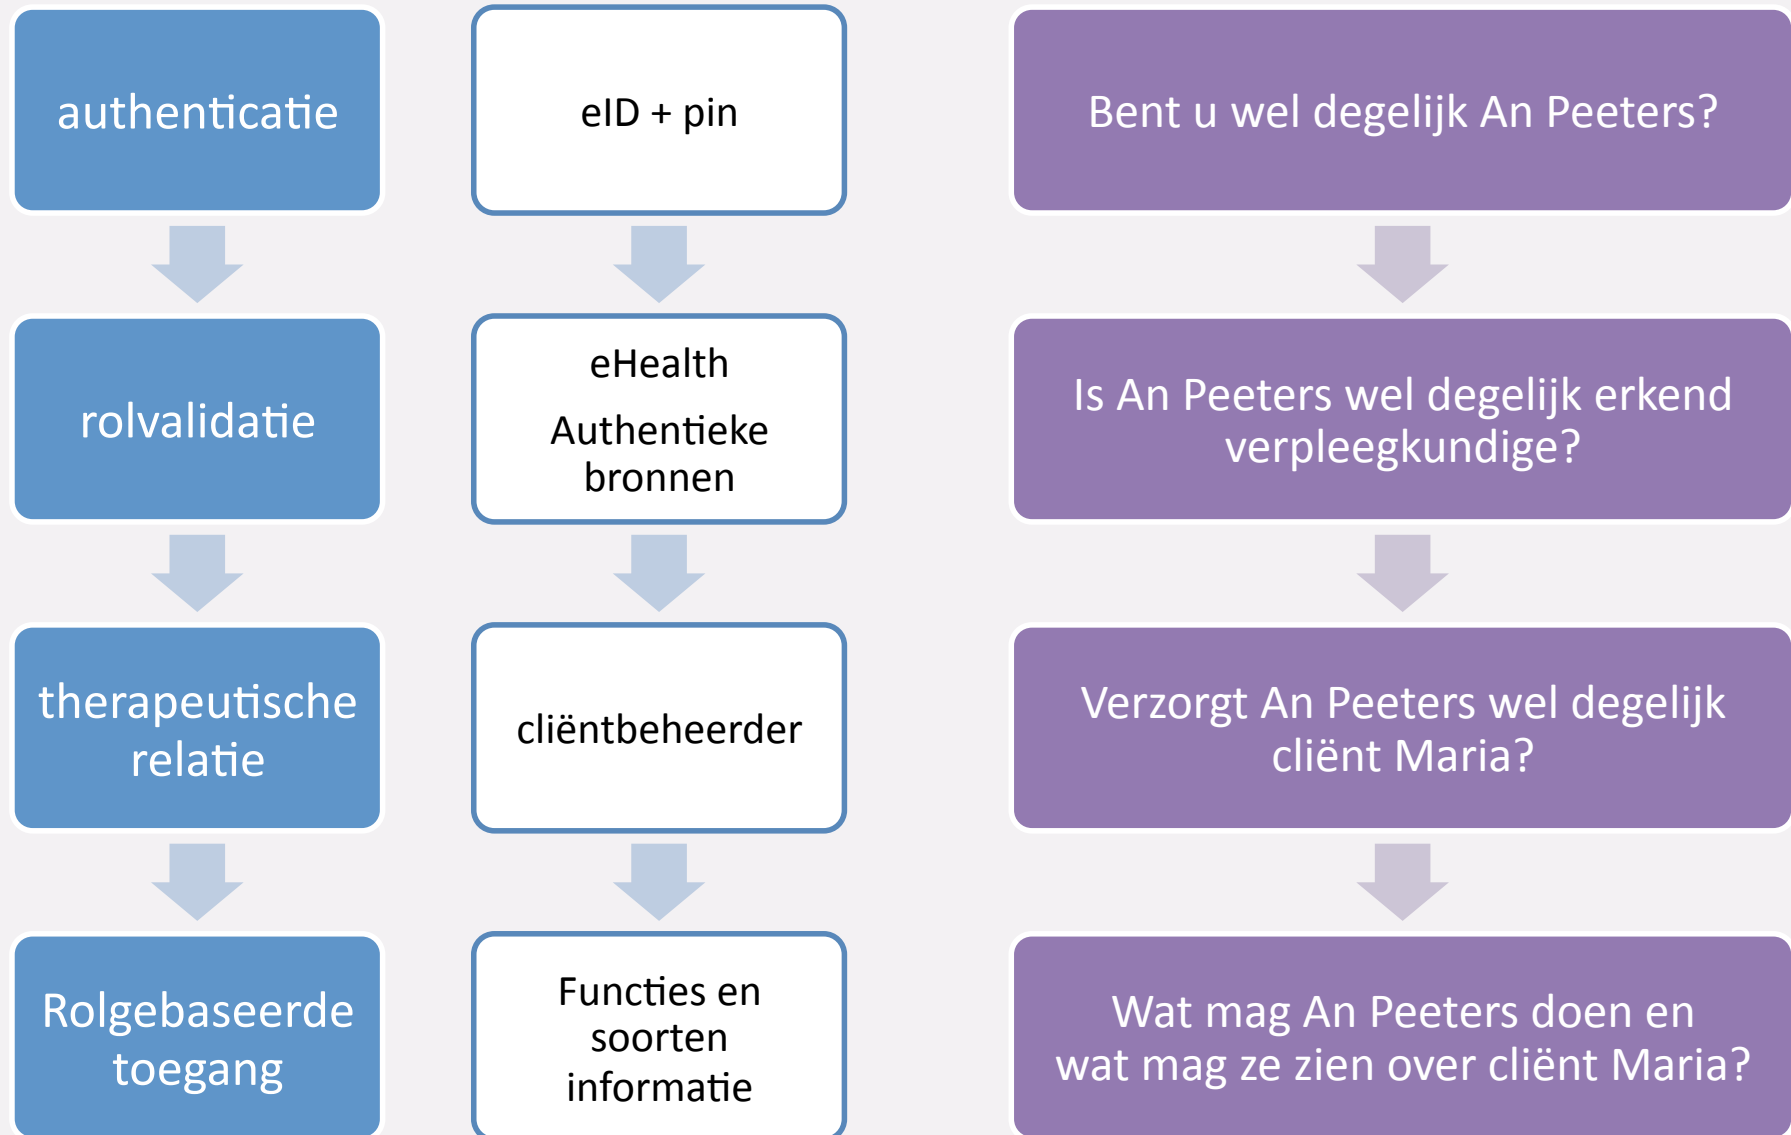 authenticatie
eID + pin
Bent u wel degelijk An Peeters?
rolvalidatie
eHealth
Authentieke
bronnen
Is An Peeters wel degelijk erkend
verpleegkundige?
therapeutische
relatie
cliëntbeheerder
Verzorgt An Peeters wel degelijk
cliënt Maria?
Rolgebaseerde
toegang
Functies en
soorten
informatie
Wat mag An Peeters doen en
wat mag ze zien over cliënt Maria?